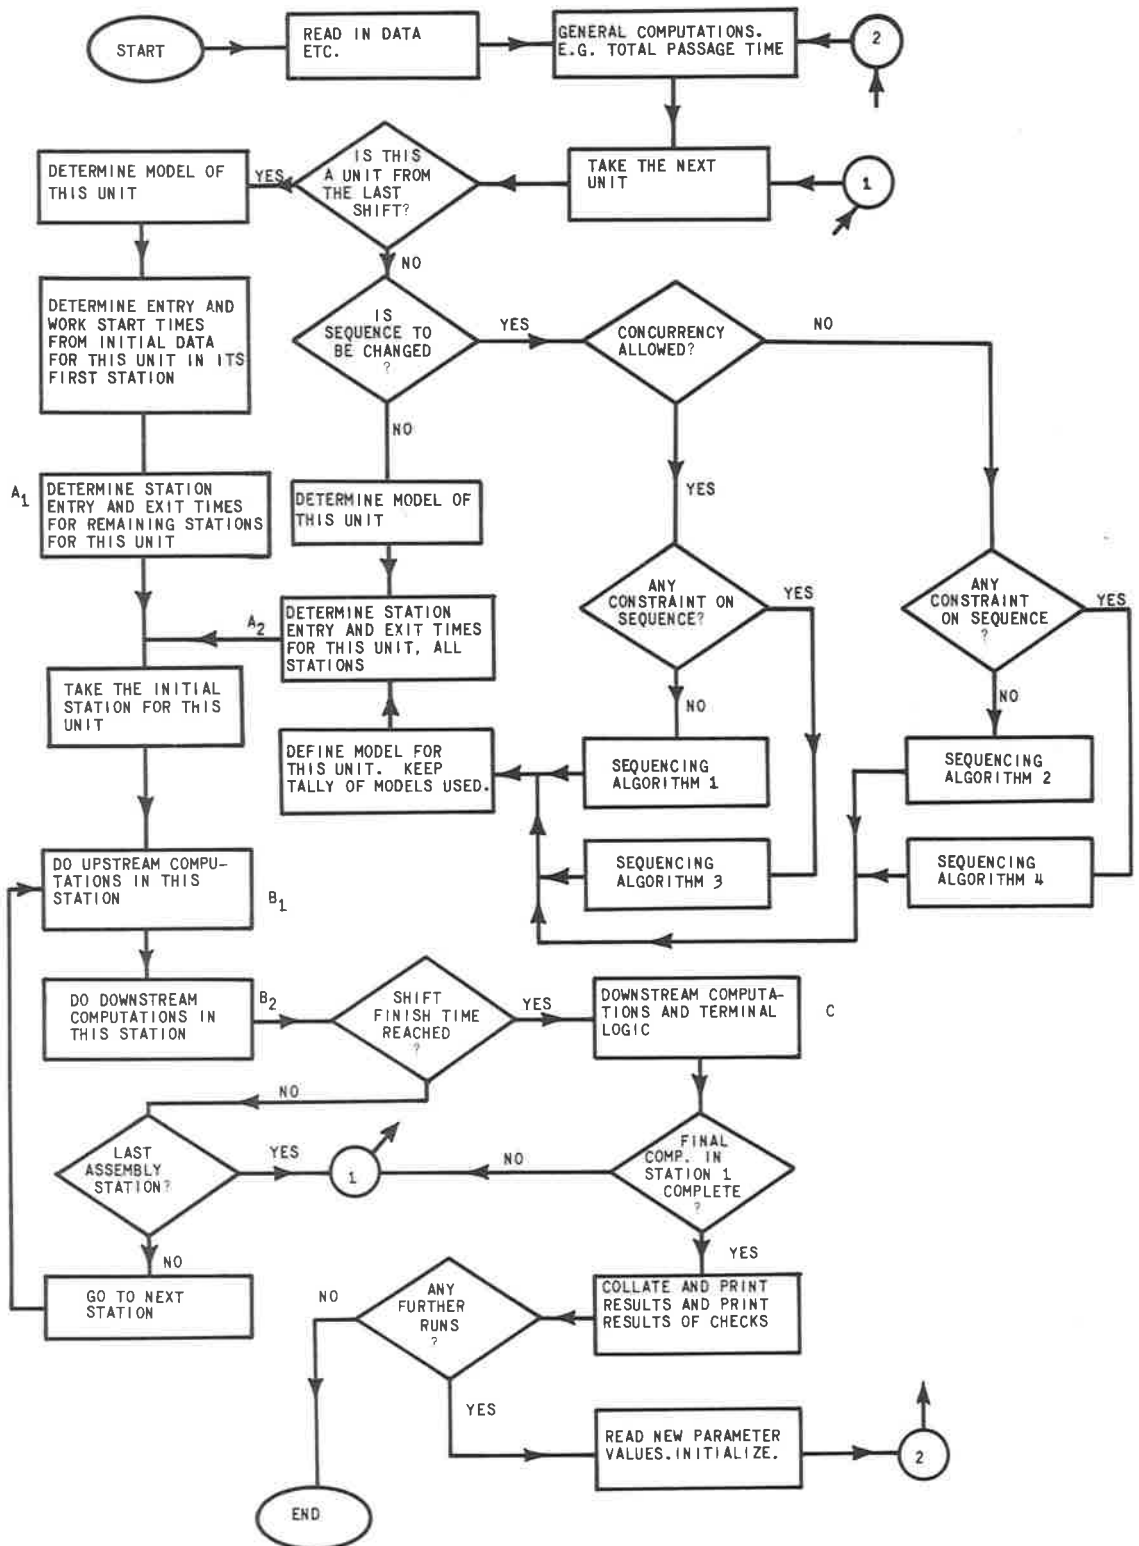 START
READ IN DATA
ETC.
GENERAL COMPUTATIONS.
E.G. TOTAL PASSAGE TIME
2
DETERMINE MODEL OF
THIS UNIT
YES
IS THIS
A UNIT FROM
THE LAST
SHIFT?
TAKE THE NEXT
UNIT
1
NO
DETERMINE ENTRY AND
WORK START TIMES
FROM INITIAL DATA
FOR THIS UNIT IN ITS
FIRST STATION
IS
SEQUENCE TO
BE CHANGED
?
YES
CONCURRENCY
ALLOWED?
NO
NO
A1
DETERMINE STATION
ENTRY AND EXIT TIMES
FOR REMAINING STATIONS
FOR THIS UNIT
DETERMINE MODEL OF
THIS UNIT
YES
ANY
CONSTRAINT ON
SEQUENCE?
YES
ANY
CONSTRAINT
ON SEQUENCE
?
YES
A2
DETERMINE STATION
ENTRY AND EXIT TIMES
FOR THIS UNIT, ALL
STATIONS
TAKE THE INITIAL
STATION FOR THIS
UNIT
NO
NO
DEFINE MODEL FOR
THIS UNIT. KEEP
TALLY OF MODELS USED.
SEQUENCING
ALGORITHM 1
SEQUENCING
ALGORITHM 2
DO UPSTREAM COMPU-
TATIONS IN THIS
STATION
B1
SEQUENCING
ALGORITHM 3
SEQUENCING
ALGORITHM 4
DO DOWNSTREAM
COMPUTATIONS IN
THIS STATION
B2
SHIFT
FINISH TIME
REACHED
?
YES
DOWNSTREAM COMPUTA-
TIONS AND TERMINAL
LOGIC
C
NO
LAST
ASSEMBLY
STATION?
YES
1
NO
FINAL
COMP. IN
STATION 1
COMPLETE
?
NO
YES
GO TO NEXT
STATION
NO
ANY
FURTHER
RUNS
?
COLLATE AND PRINT
RESULTS AND PRINT
RESULTS OF CHECKS
YES
READ NEW PARAMETER
VALUES.INITIALIZE.
2
END